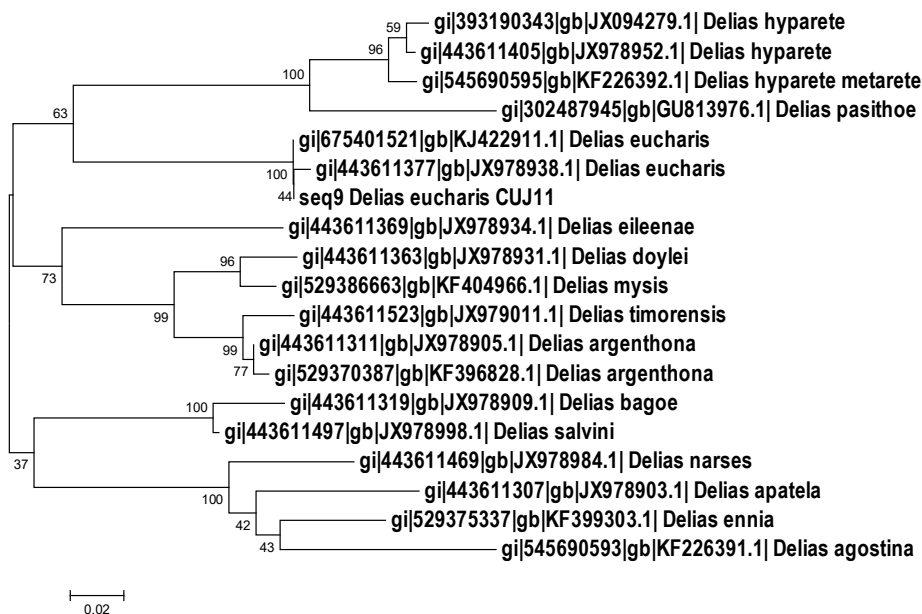 gi|393190343|gb|JX094279.1| Delias hyparete
59
gi|443611405|gb|JX978952.1| Delias hyparete
96
gi|545690595|gb|KF226392.1| Delias hyparete metarete
100
gi|302487945|gb|GU813976.1| Delias pasithoe
63
gi|675401521|gb|KJ422911.1| Delias eucharis
gi|443611377|gb|JX978938.1| Delias eucharis
100
44
seq9 Delias eucharis CUJ11
gi|443611369|gb|JX978934.1| Delias eileenae
73
gi|443611363|gb|JX978931.1| Delias doylei
96
gi|529386663|gb|KF404966.1| Delias mysis
99
gi|443611523|gb|JX979011.1| Delias timorensis
99
gi|443611311|gb|JX978905.1| Delias argenthona
77
gi|529370387|gb|KF396828.1| Delias argenthona
gi|443611319|gb|JX978909.1| Delias bagoe
100
gi|443611497|gb|JX978998.1| Delias salvini
37
gi|443611469|gb|JX978984.1| Delias narses
100
gi|443611307|gb|JX978903.1| Delias apatela
42
gi|529375337|gb|KF399303.1| Delias ennia
43
gi|545690593|gb|KF226391.1| Delias agostina
0.02